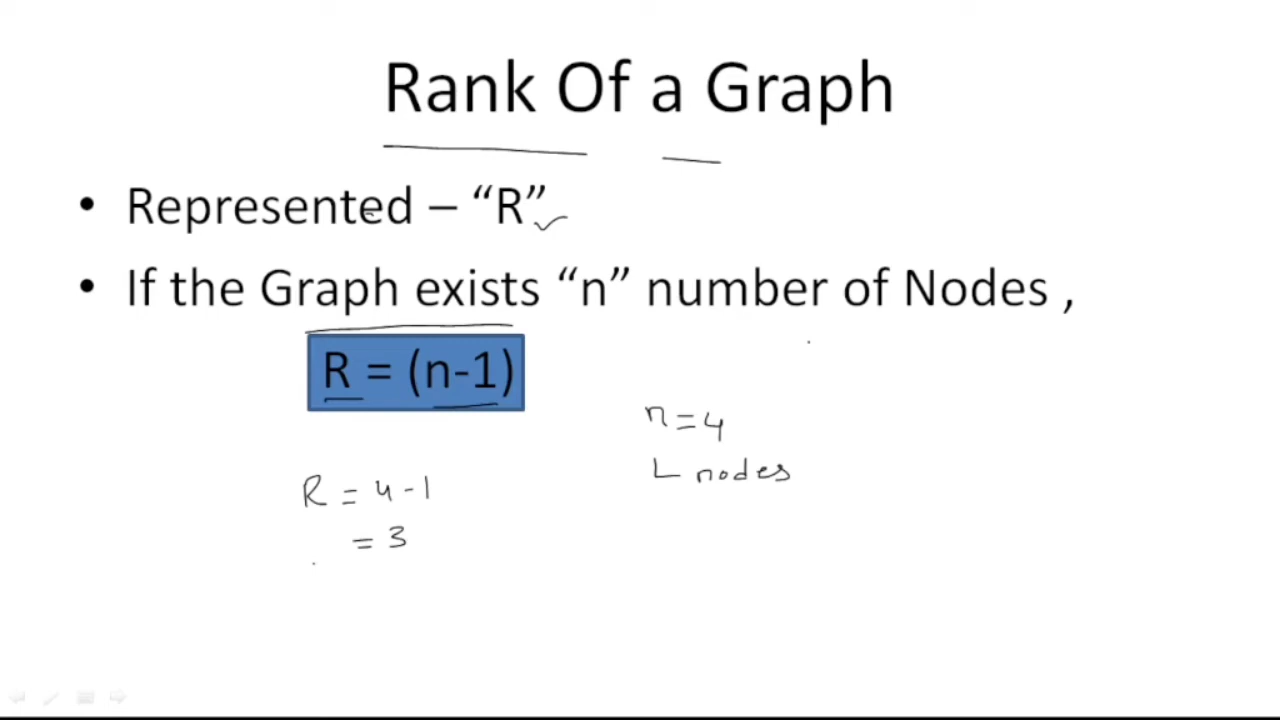 Rank Of a Graph
• Represented – “R”
• If the Graph exists “n” number of Nodes ,
R = (n-1)
n = 4
nodes
R = 4 - 1
= 3